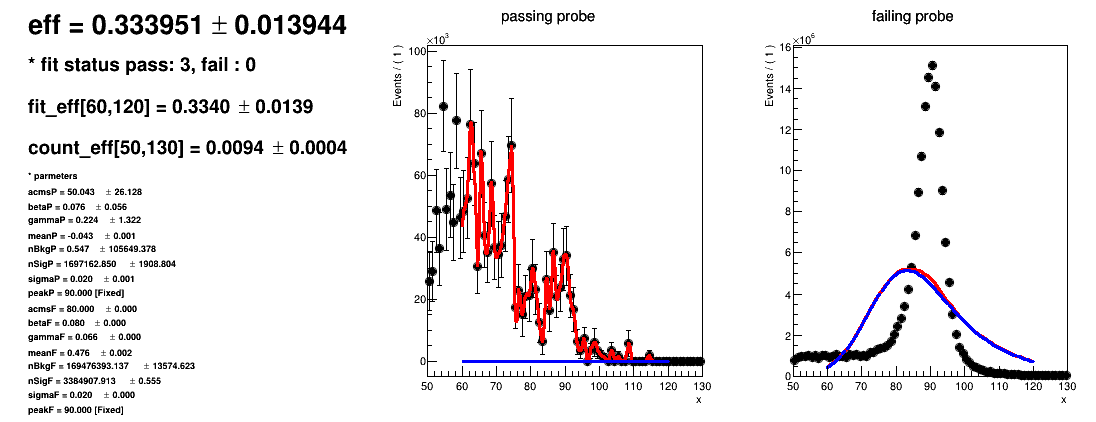 eff = 0.333951 ± 0.013944
* fit status pass: 3, fail : 0
fit_eff[60,120] = 0.3340 ± 0.0139
count_eff[50,130] = 0.0094 ± 0.0004
* parmeters
acmsP = 50.043 ± 26.128
betaP = 0.076 ± 0.056
gammaP = 0.224 ± 1.322
meanP = -0.043 ± 0.001
nBkgP = 0.547 ± 105649.378
nSigP = 1697162.850 ± 1908.804
sigmaP = 0.020 ± 0.001
peakP = 90.000 [Fixed]
acmsF = 80.000 ± 0.000
betaF = 0.080 ± 0.000
gammaF = 0.066 ± 0.000
meanF = 0.476 ± 0.002
nBkgF = 169476393.137 ± 13574.623
nSigF = 3384907.913 ± 0.555
sigmaF = 0.020 ± 0.000
peakF = 90.000 [Fixed]
passing probe
×10³
Events / ( 1 )
100
80
60
40
20
0
50 60 70 80 90 100 110 120 130
x
failing probe
×10⁶
Events / ( 1 )
16
14
12
10
8
6
4
2
0
50 60 70 80 90 100 110 120 130
x